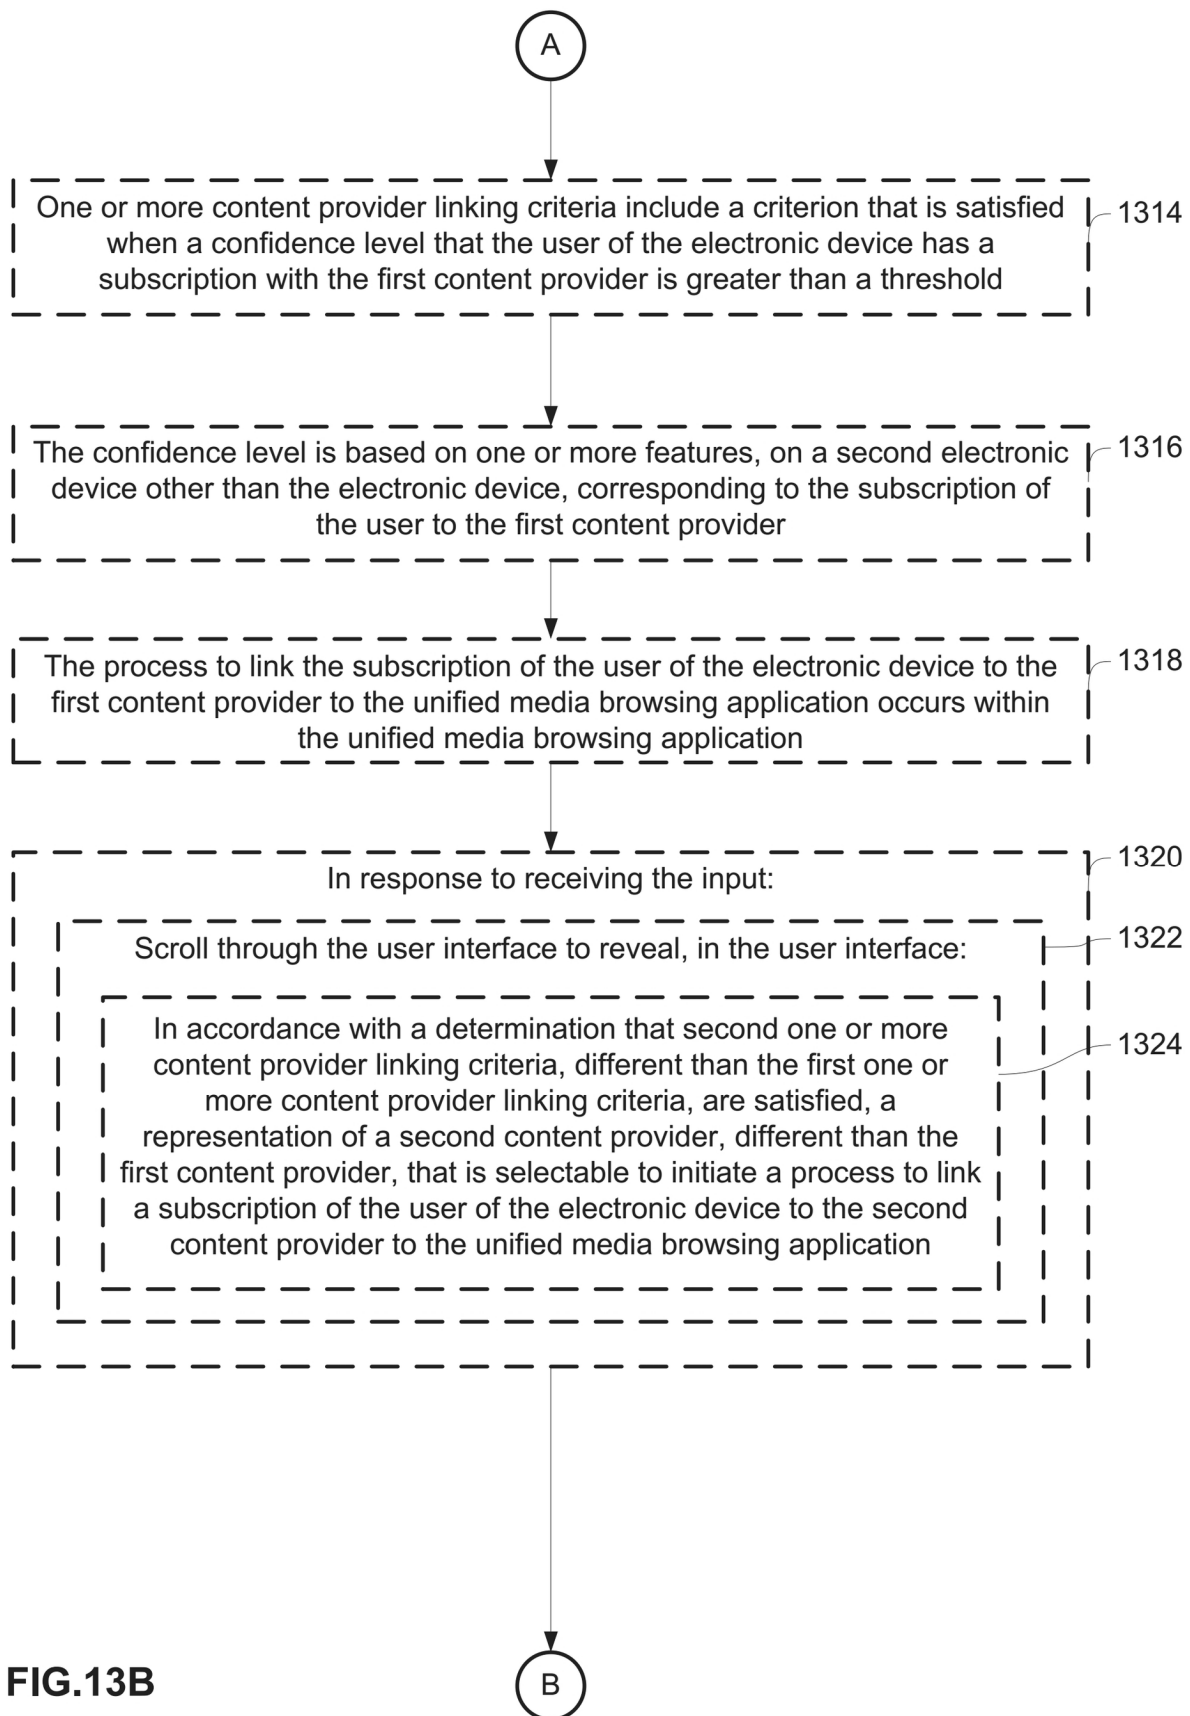 A
One or more content provider linking criteria include a criterion that is satisfied
when a confidence level that the user of the electronic device has a
subscription with the first content provider is greater than a threshold
1314
The confidence level is based on one or more features, on a second electronic
device other than the electronic device, corresponding to the subscription of
the user to the first content provider
1316
The process to link the subscription of the user of the electronic device to the
first content provider to the unified media browsing application occurs within
the unified media browsing application
1318
In response to receiving the input:
1320
Scroll through the user interface to reveal, in the user interface:
1322
In accordance with a determination that second one or more
content provider linking criteria, different than the first one or
more content provider linking criteria, are satisfied, a
representation of a second content provider, different than the
first content provider, that is selectable to initiate a process to link
a subscription of the user of the electronic device to the second
content provider to the unified media browsing application
1324
FIG.13B
B